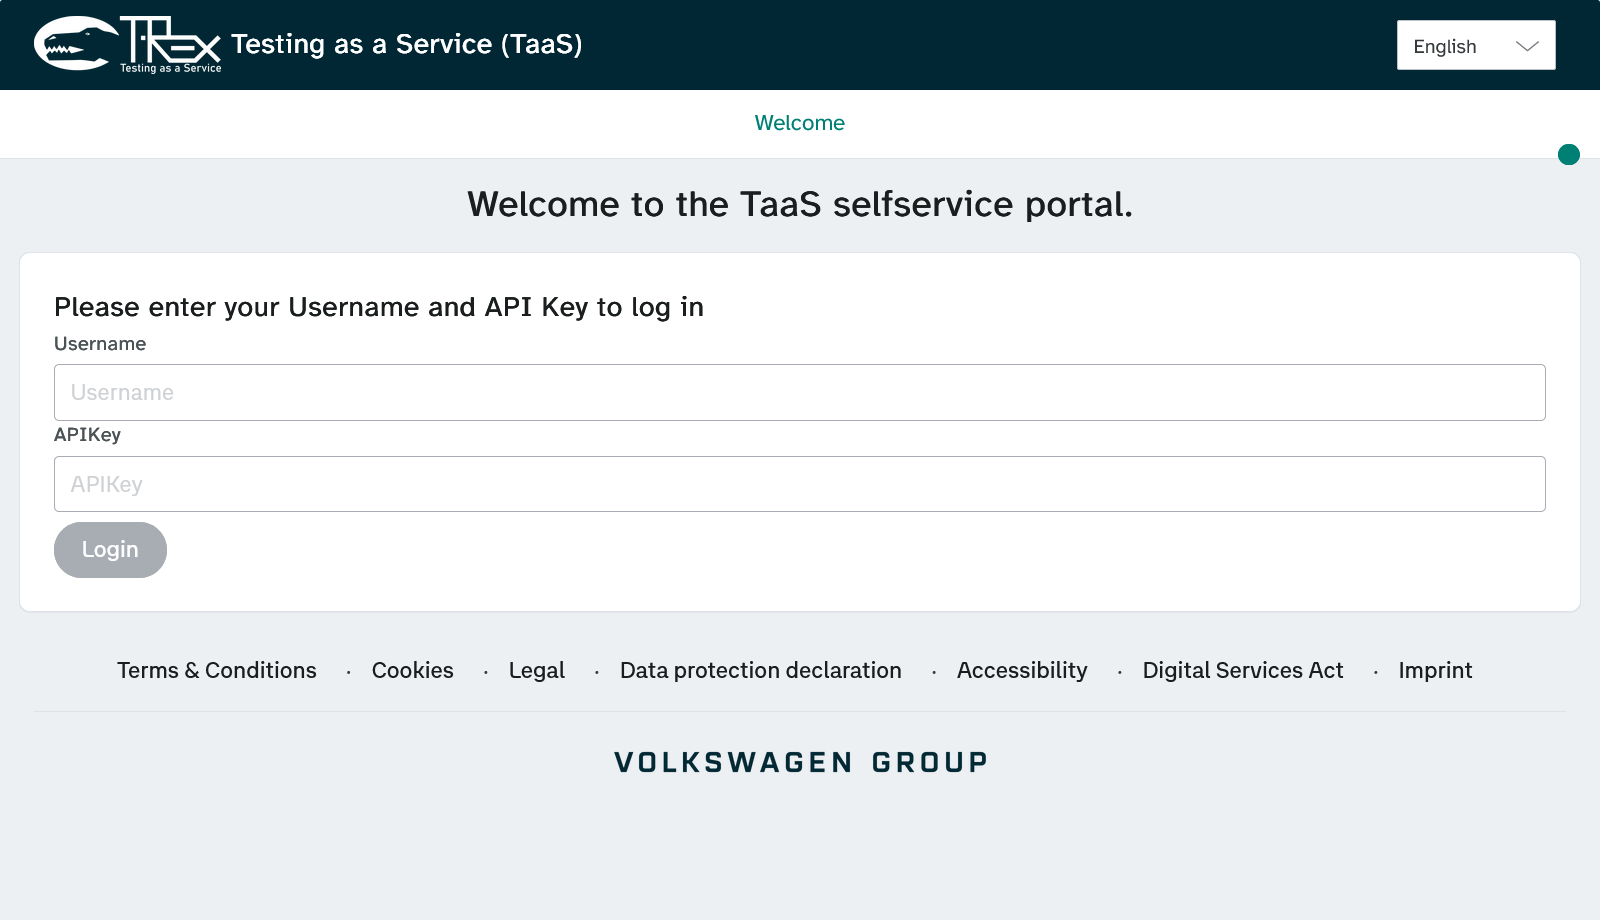 T-Rex
Testing as a Service
Testing as a Service (TaaS)
English
Welcome
Welcome to the TaaS selfservice portal.
Please enter your Username and API Key to log in
Username
Username
APIKey
APIKey
Login
Terms & Conditions · Cookies · Legal · Data protection declaration · Accessibility · Digital Services Act · Imprint
VOLKSWAGEN GROUP